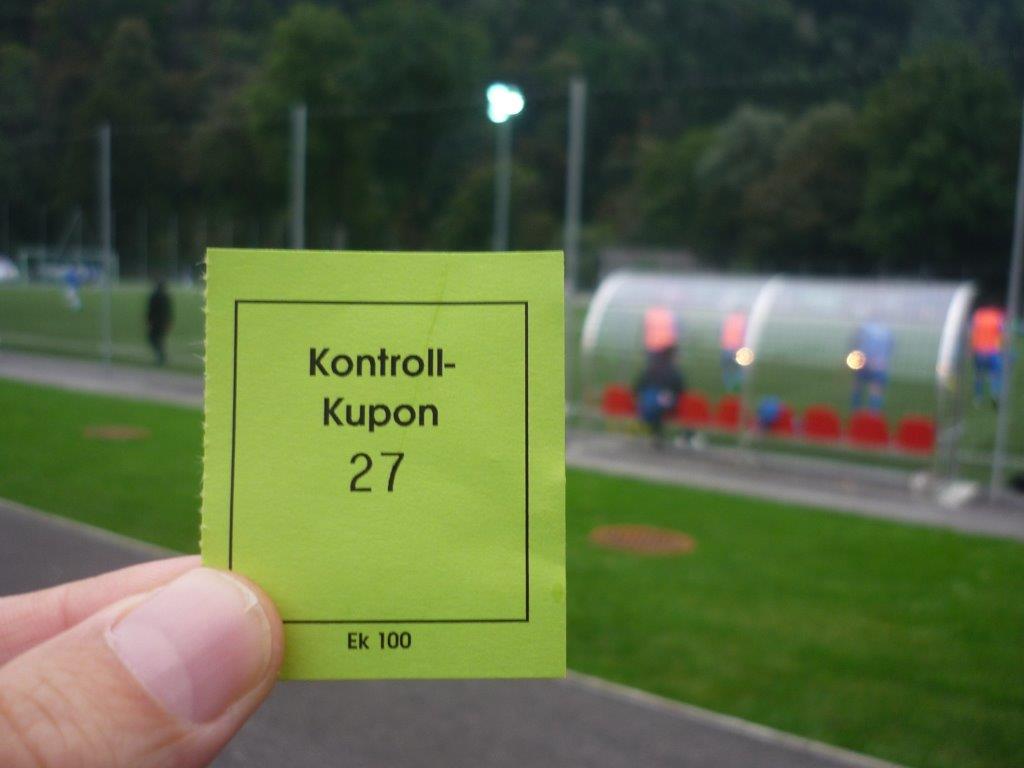 Kontroll-
Kupon
27
Ek 100